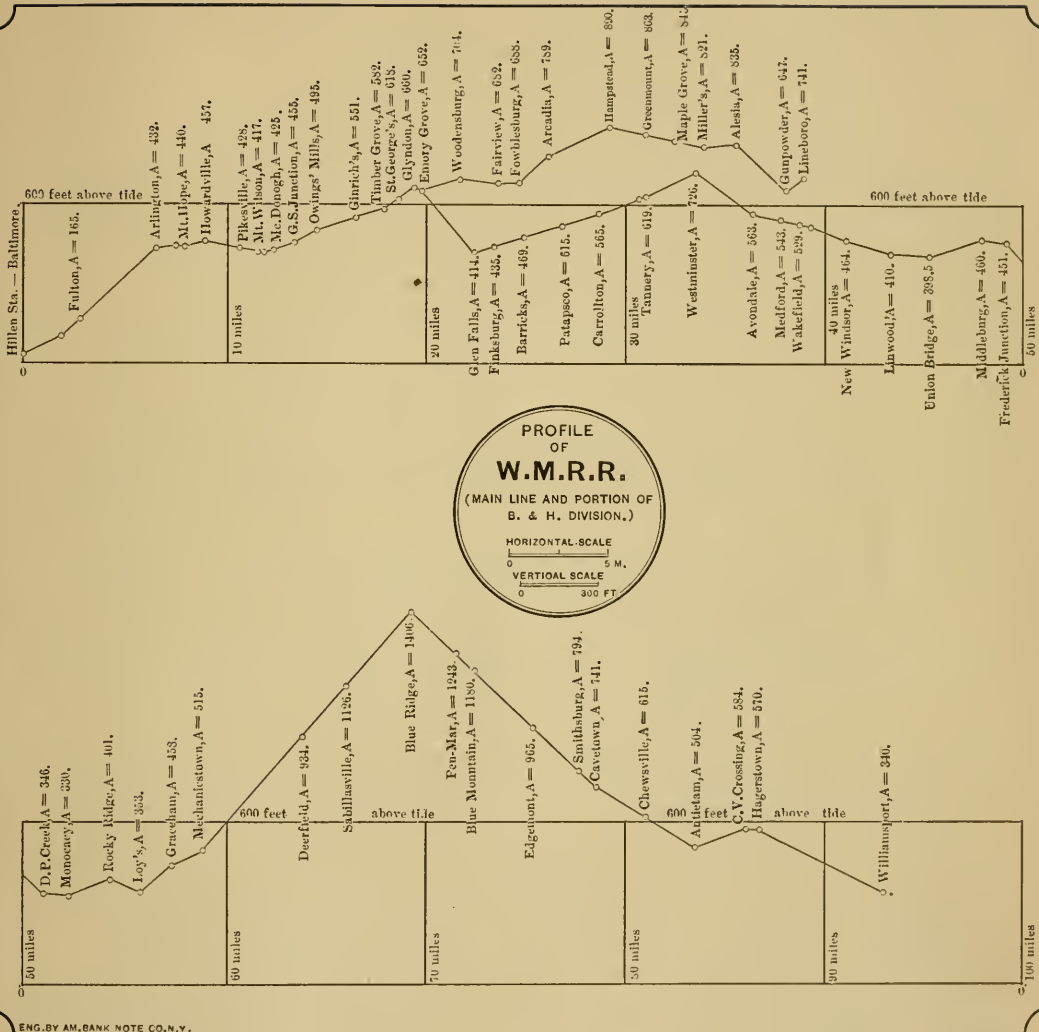 Hillen Sta. — Baltimore.
600 feet above tide
Fulton, A = 165.
Arlington, A = 432.
Mt. Hope, A = 440.
Howardville, A 457.
Pikesville, A = 428.
Mt. Wilson, A = 417.
Mc. Donogh, A = 425.
G.S. Junction, A = 455.
Owings' Mills, A = 495.
Ginrich's, A = 551.
Timber Grove, A = 582.
St. George's, A = 618.
Glyndon, A = 660.
Emory Grove, A = 652.
Woodensburg, A = 704.
Fairview, A = 682.
Fowblesburg, A = 688.
Arcadia, A = 789.
Hampstead, A = 890.
Greenmount, A = 863.
Maple Grove, A =
Miller's, A = 821.
Alesia, A = 835.
Gunpowder, A = 647.
Lineboro, A = 741.
600 feet above tide
Glen Falls, A = 414.
Finksburg, A = 435.
Barricks, A = 469.
Patapsco, A = 615.
Carrollton, A = 565.
Tannery, A = 619.
Westminster, A = 726.
Avondale, A = 563.
Medford, A = 543.
Wakefield, A = 529.
New Windsor, A = 464.
Linwood, A = 410.
Union Bridge, A = 398.5
Middleburg, A = 460.
Frederick Junction, A = 451.
0
10 miles
20 miles
30 miles
40 miles
50 miles
0
PROFILE
OF
W.M.R.R.
(MAIN LINE AND PORTION OF
B. & H. DIVISION.)
HORIZONTAL SCALE
0 5 M.
VERTICAL SCALE
0 300 FT.
D.P. Creek, A = 346.
Monocacy, A = 330.
Rocky Ridge, A = 401.
Loy's, A = 353.
Graceham, A = 453.
Mechanicstown, A = 515.
600 feet above tide
Deerfield, A = 934.
Sabillasville, A = 1126.
Blue Ridge, A = 1406.
Pen-Mar, A = 1243.
Blue Mountain, A = 1180.
Edgemont, A = 965.
Smithsburg, A = 794.
Cavetown, A = 741.
Chewsville, A = 615.
Antietam, A = 504.
C.V. Crossing, A = 584.
Hagerstown, A = 570.
600 feet above tide
Williamsport, A = 340.
0
50 miles
60 miles
70 miles
80 miles
90 miles
100 miles
0
ENG. BY AM. BANK NOTE CO. N.Y.